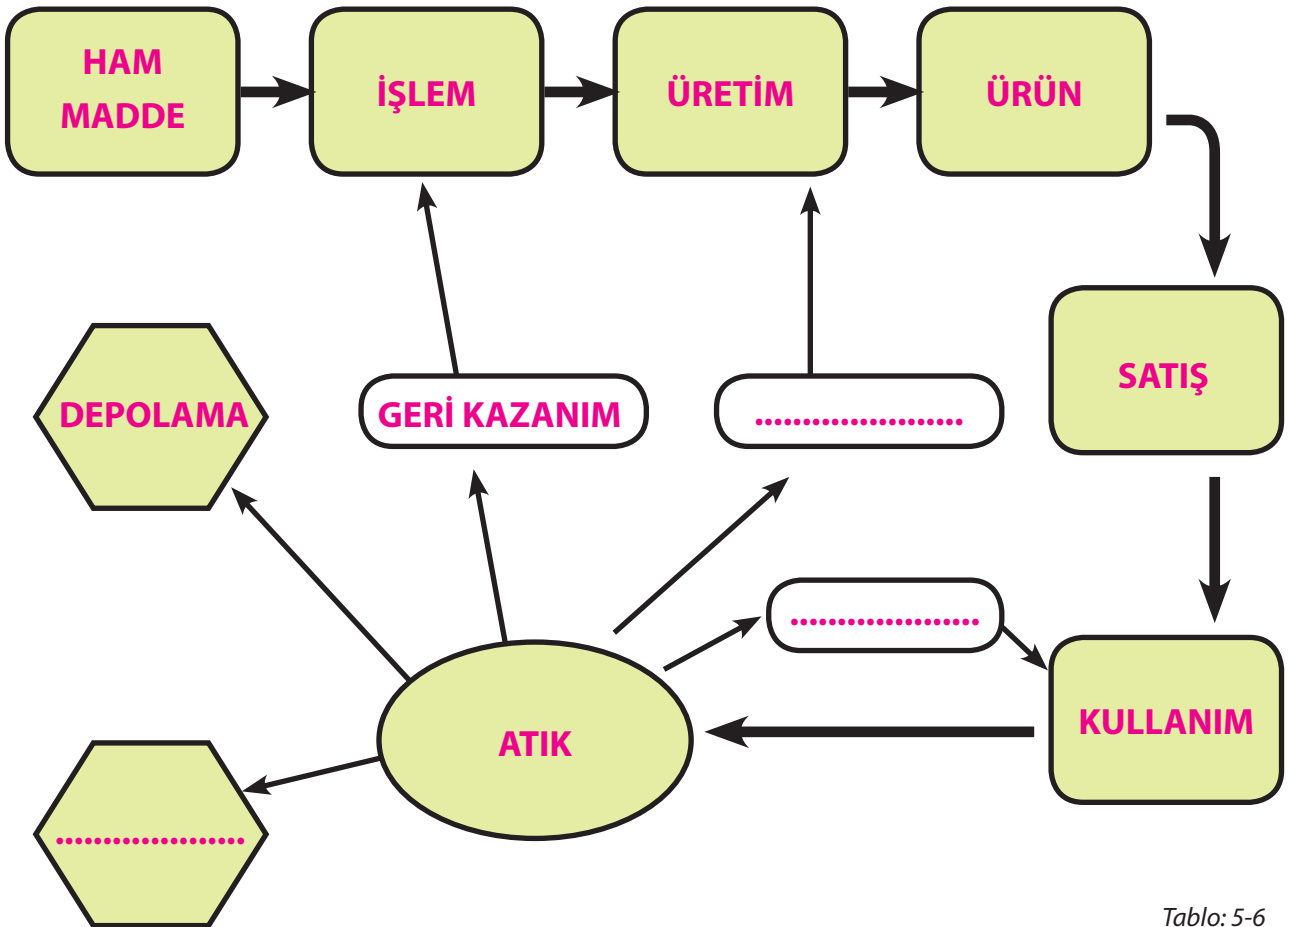 HAM
MADDE
İŞLEM
ÜRETİM
ÜRÜN
SATIŞ
DEPOLAMA
GERİ KAZANIM
......................
....................
KULLANIM
ATIK
....................
Tablo: 5-6